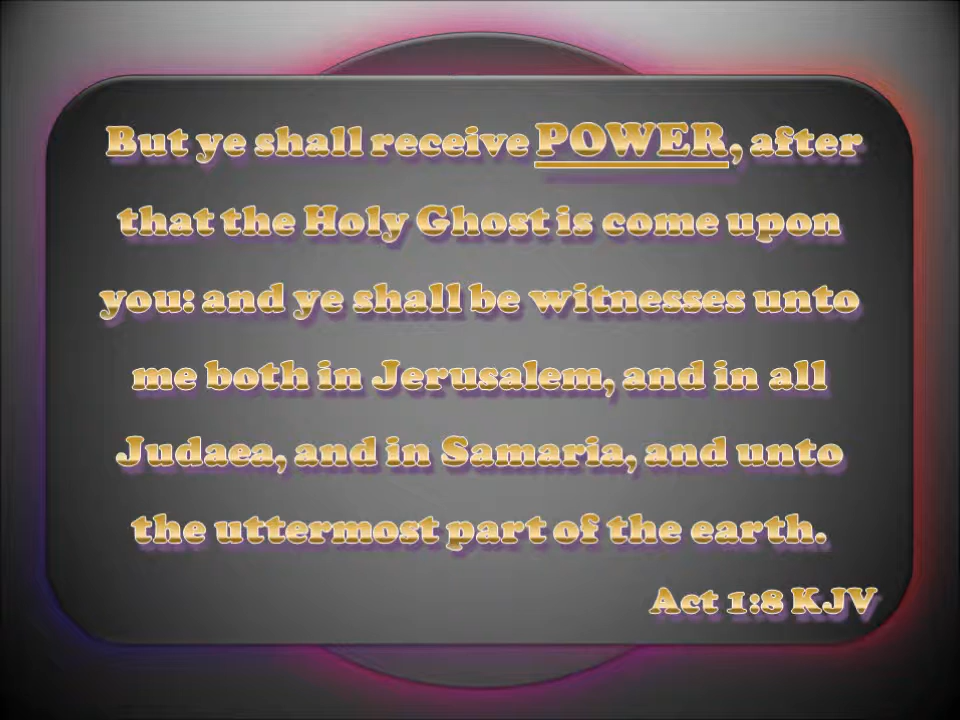 But ye shall receive POWER, after
that the Holy Ghost is come upon
you: and ye shall be witnesses unto
me both in Jerusalem, and in all
Judaea, and in Samaria, and unto
the uttermost part of the earth.
Act 1:8 KJV